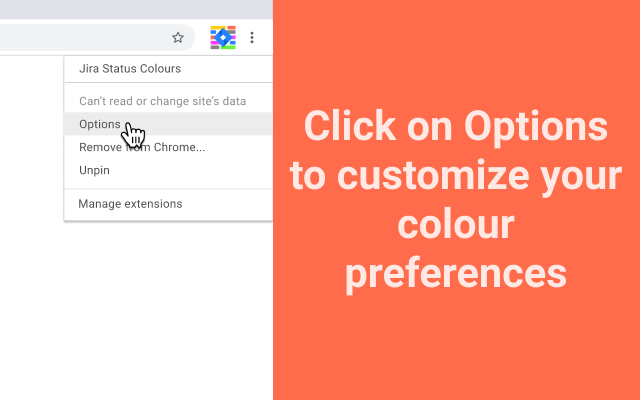 Jira Status Colours
Can't read or change site's data
Options
Remove from Chrome...
Unpin
Manage extensions
Click on Options
to customize your
colour
preferences